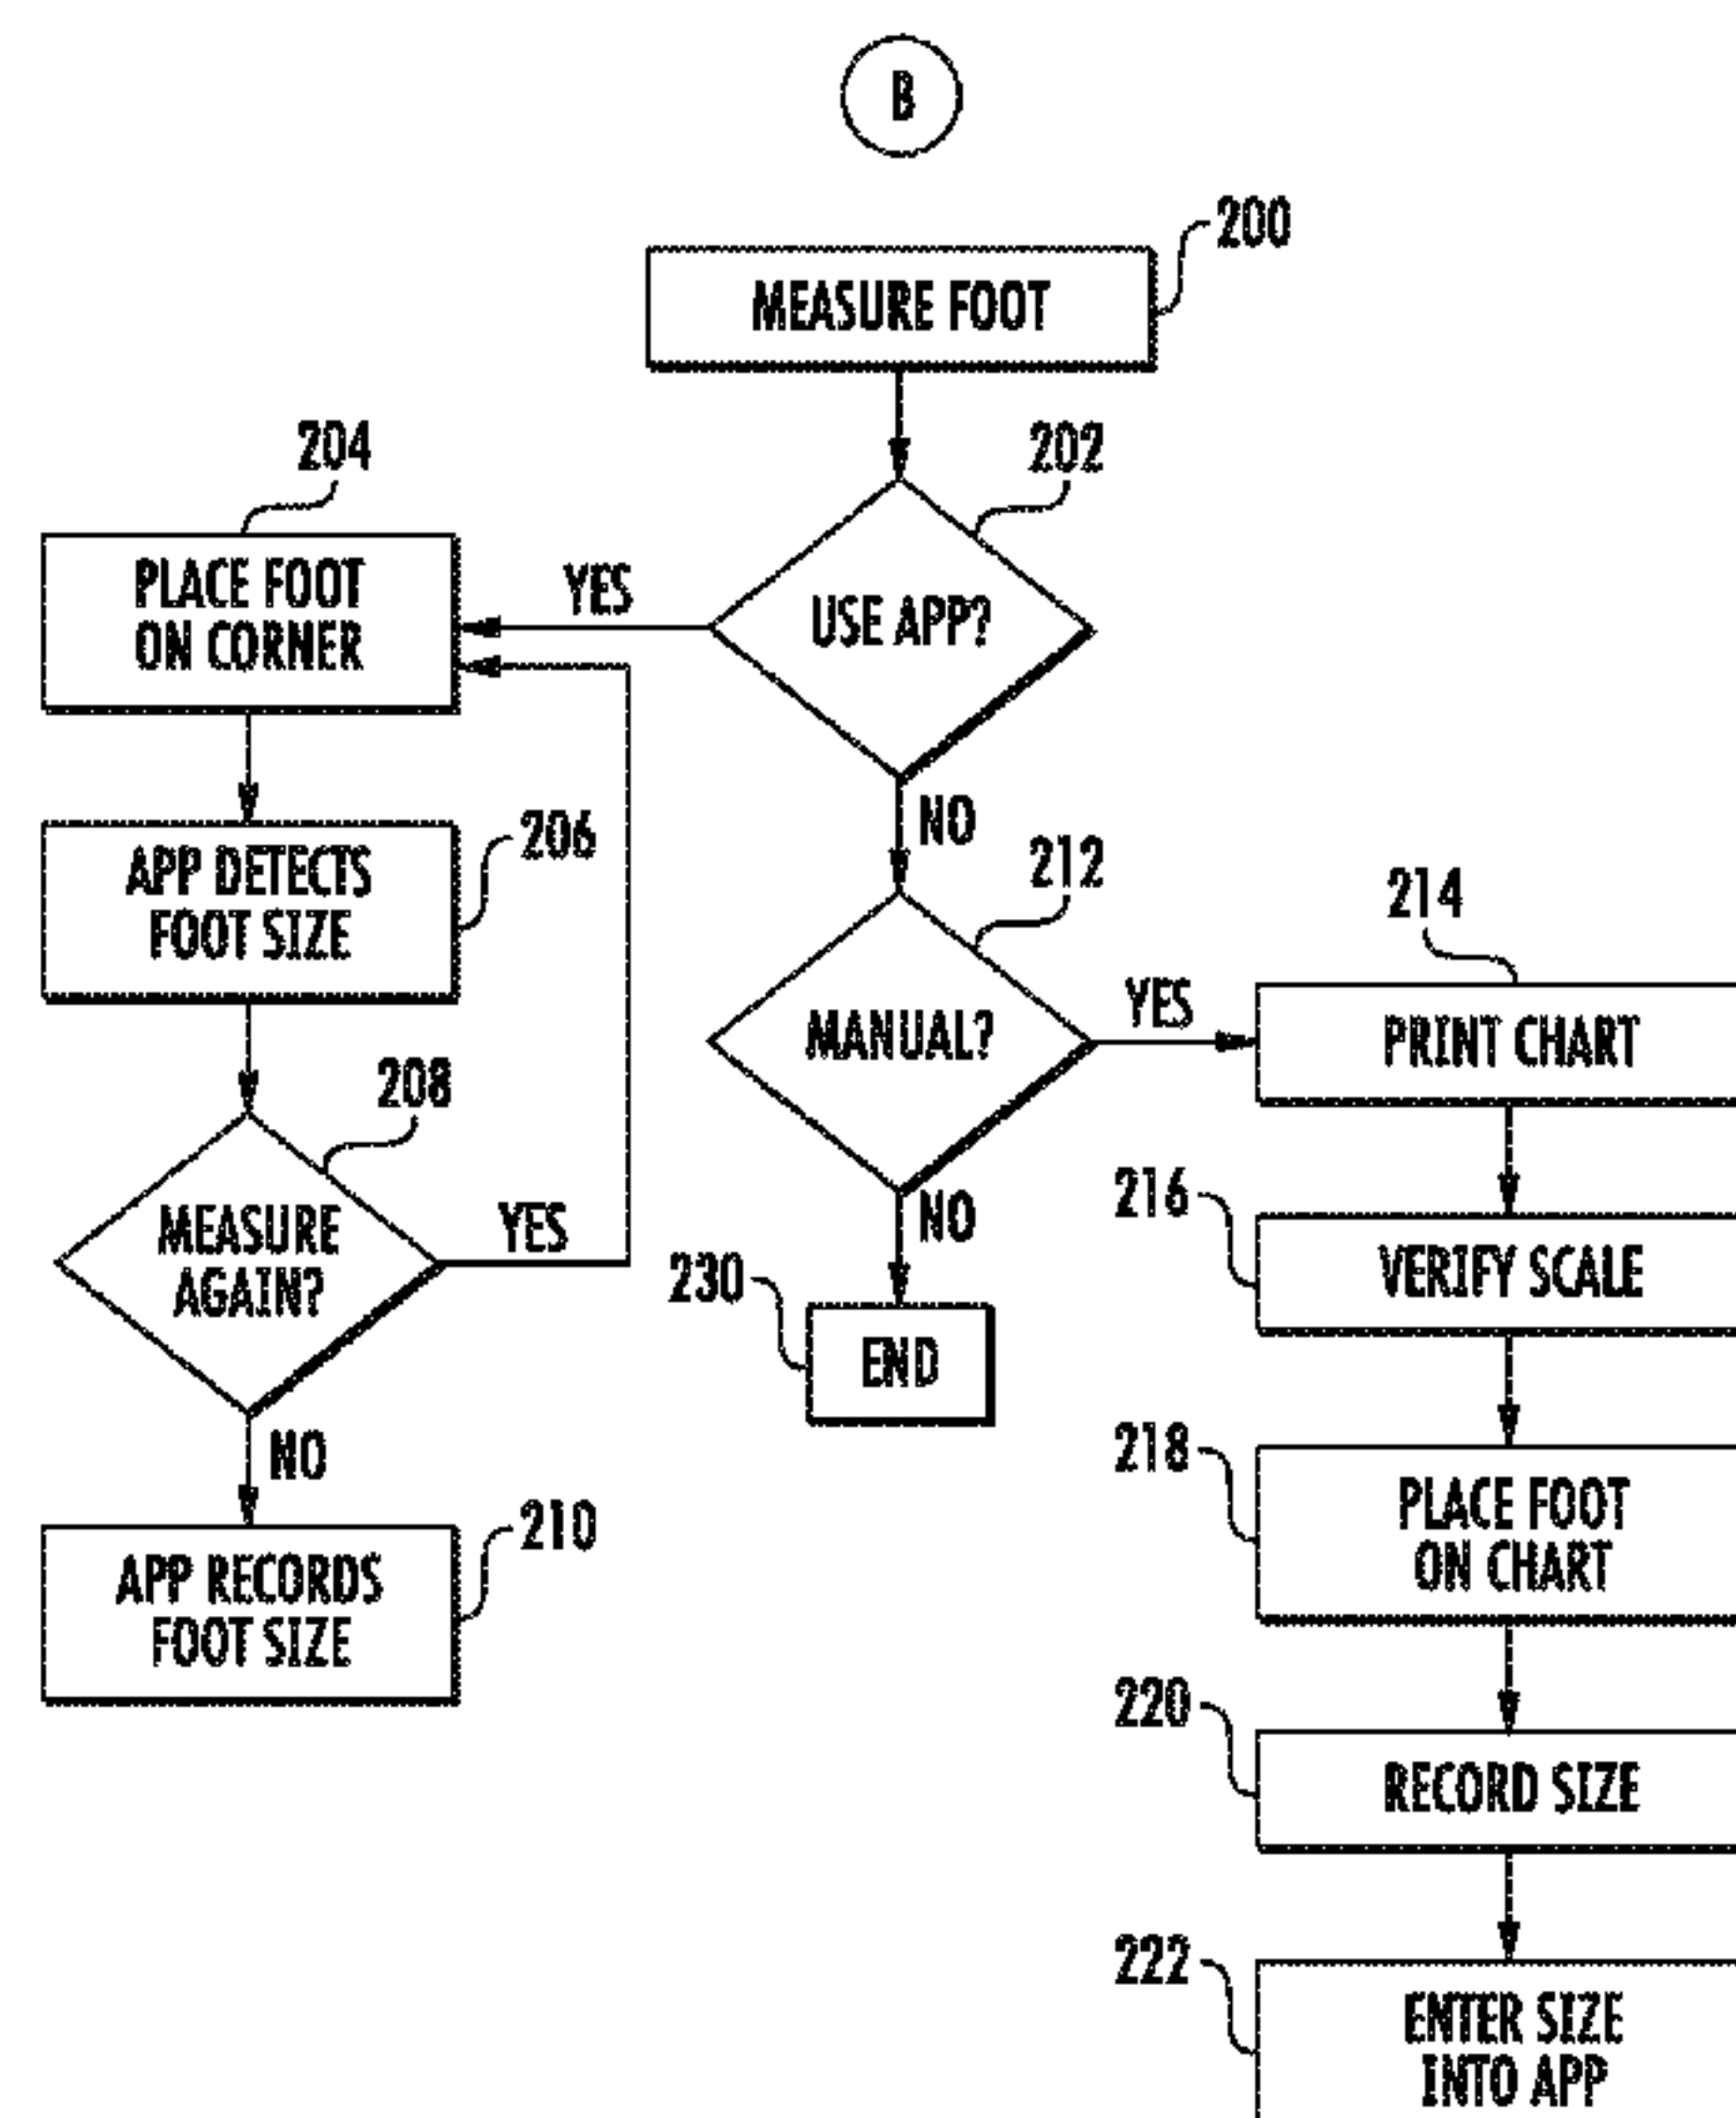 B
200
MEASURE FOOT
204
202
PLACE FOOT
ON CORNER
YES
USE APP?
NO
206
APP DETECTS
FOOT SIZE
212
214
MANUAL?
YES
PRINT CHART
208
MEASURE
AGAIN?
YES
NO
216
VERIFY SCALE
230
END
NO
218
PLACE FOOT
ON CHART
210
APP RECORDS
FOOT SIZE
220
RECORD SIZE
222
ENTER SIZE
INTO APP